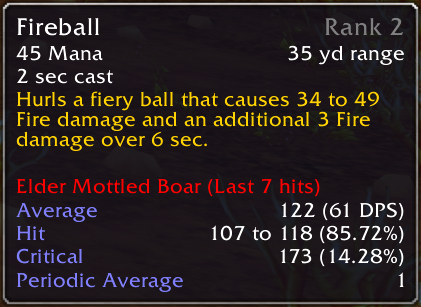 Fireball Rank 2
45 Mana 35 yd range
2 sec cast
Hurls a fiery ball that causes 34 to 49
Fire damage and an additional 3 Fire
damage over 6 sec.
Elder Mottled Boar (Last 7 hits)
Average 122 (61 DPS)
Hit 107 to 118 (85.72%)
Critical 173 (14.28%)
Periodic Average 1